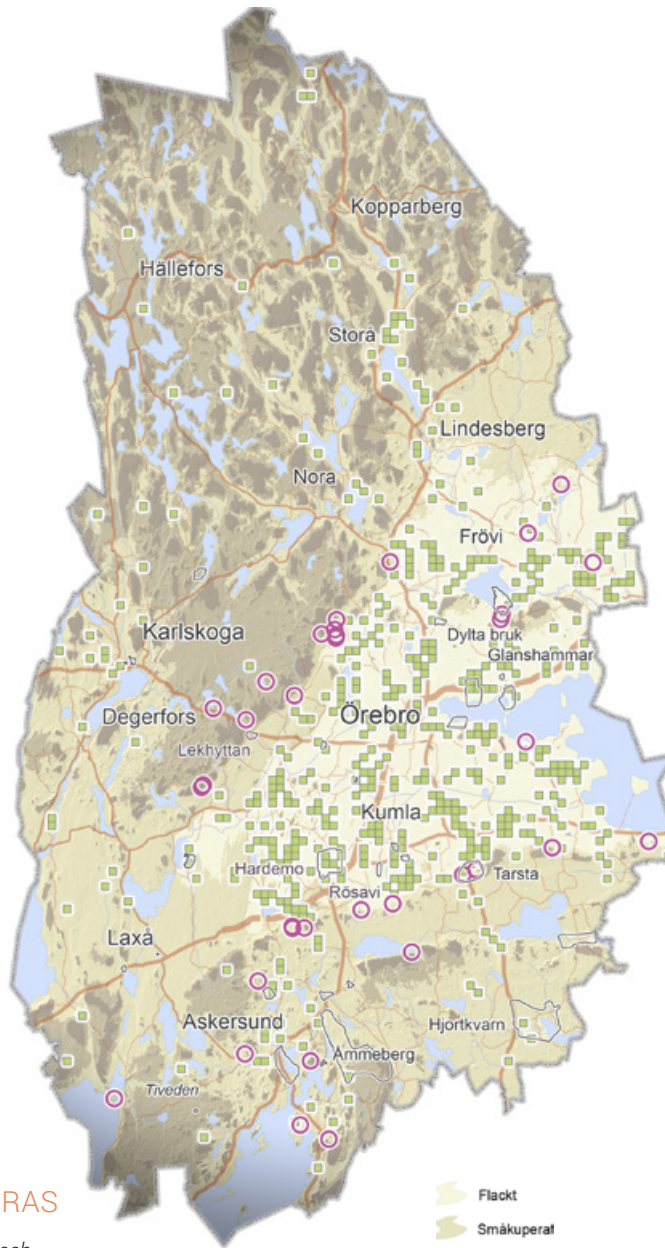 Kopparberg
Hällefors
Storå
Lindesberg
Nora
Frövi
Karlskoga
Dylta bruk
Glanshammar
Degerfors
Örebro
Lekhyttan
Kumla
Hardemo
Rösavi
Tarsta
Laxå
Askersund
Hjortkvarn
Åmmeberg
Tiveden
RAS
Flackt
Småkuperat